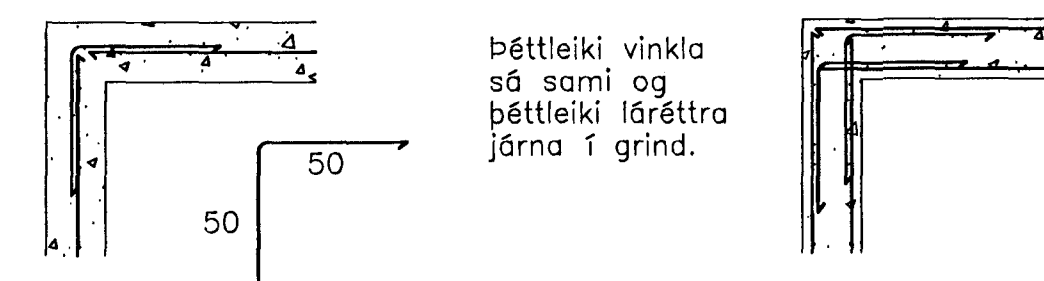 Þéttleiki vinkla
sá sami og
þéttleiki láréttra
járna í grind.
50
50